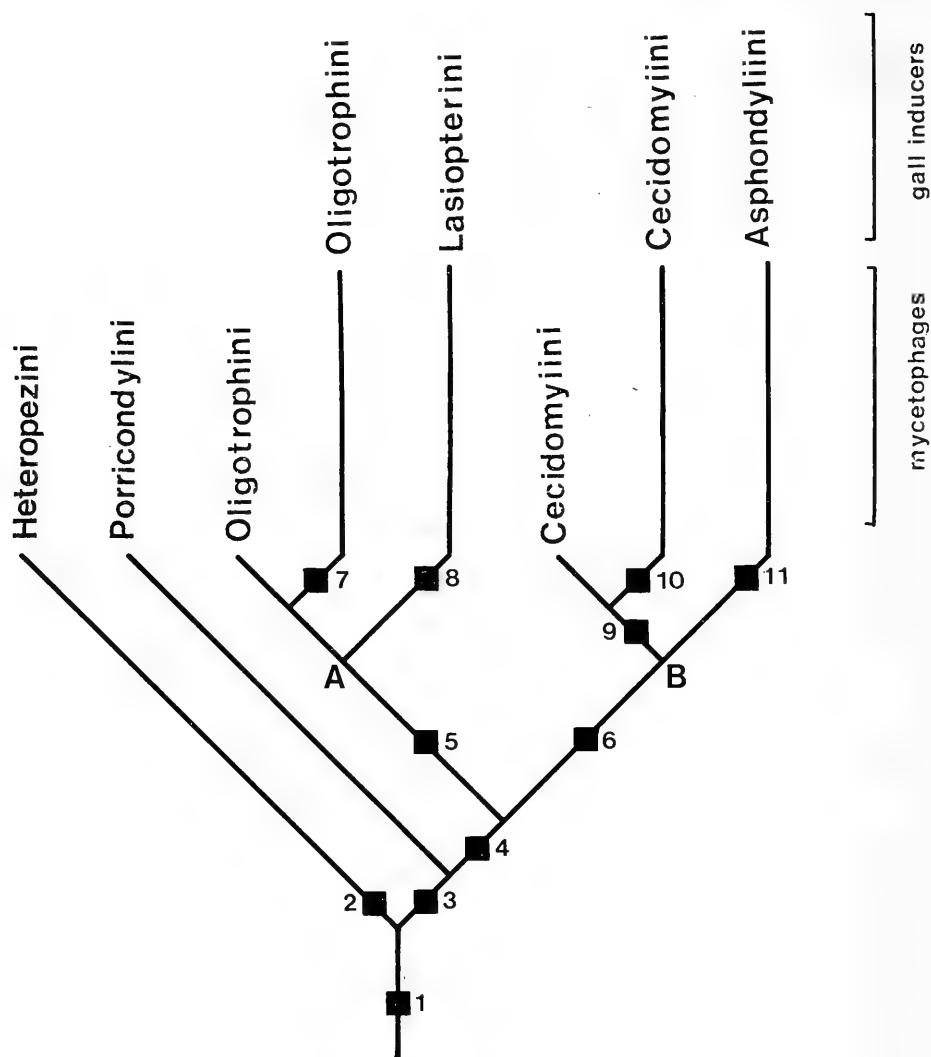 Heteropezini
Porricondylini
Oligotrophini
Oligotrophini
Lasiopterini
Cecidomyiini
Cecidomyiini
Asphondyliini
mycetophages
gall inducers
7
8
10
11
9
A
B
5
6
4
2
3
1